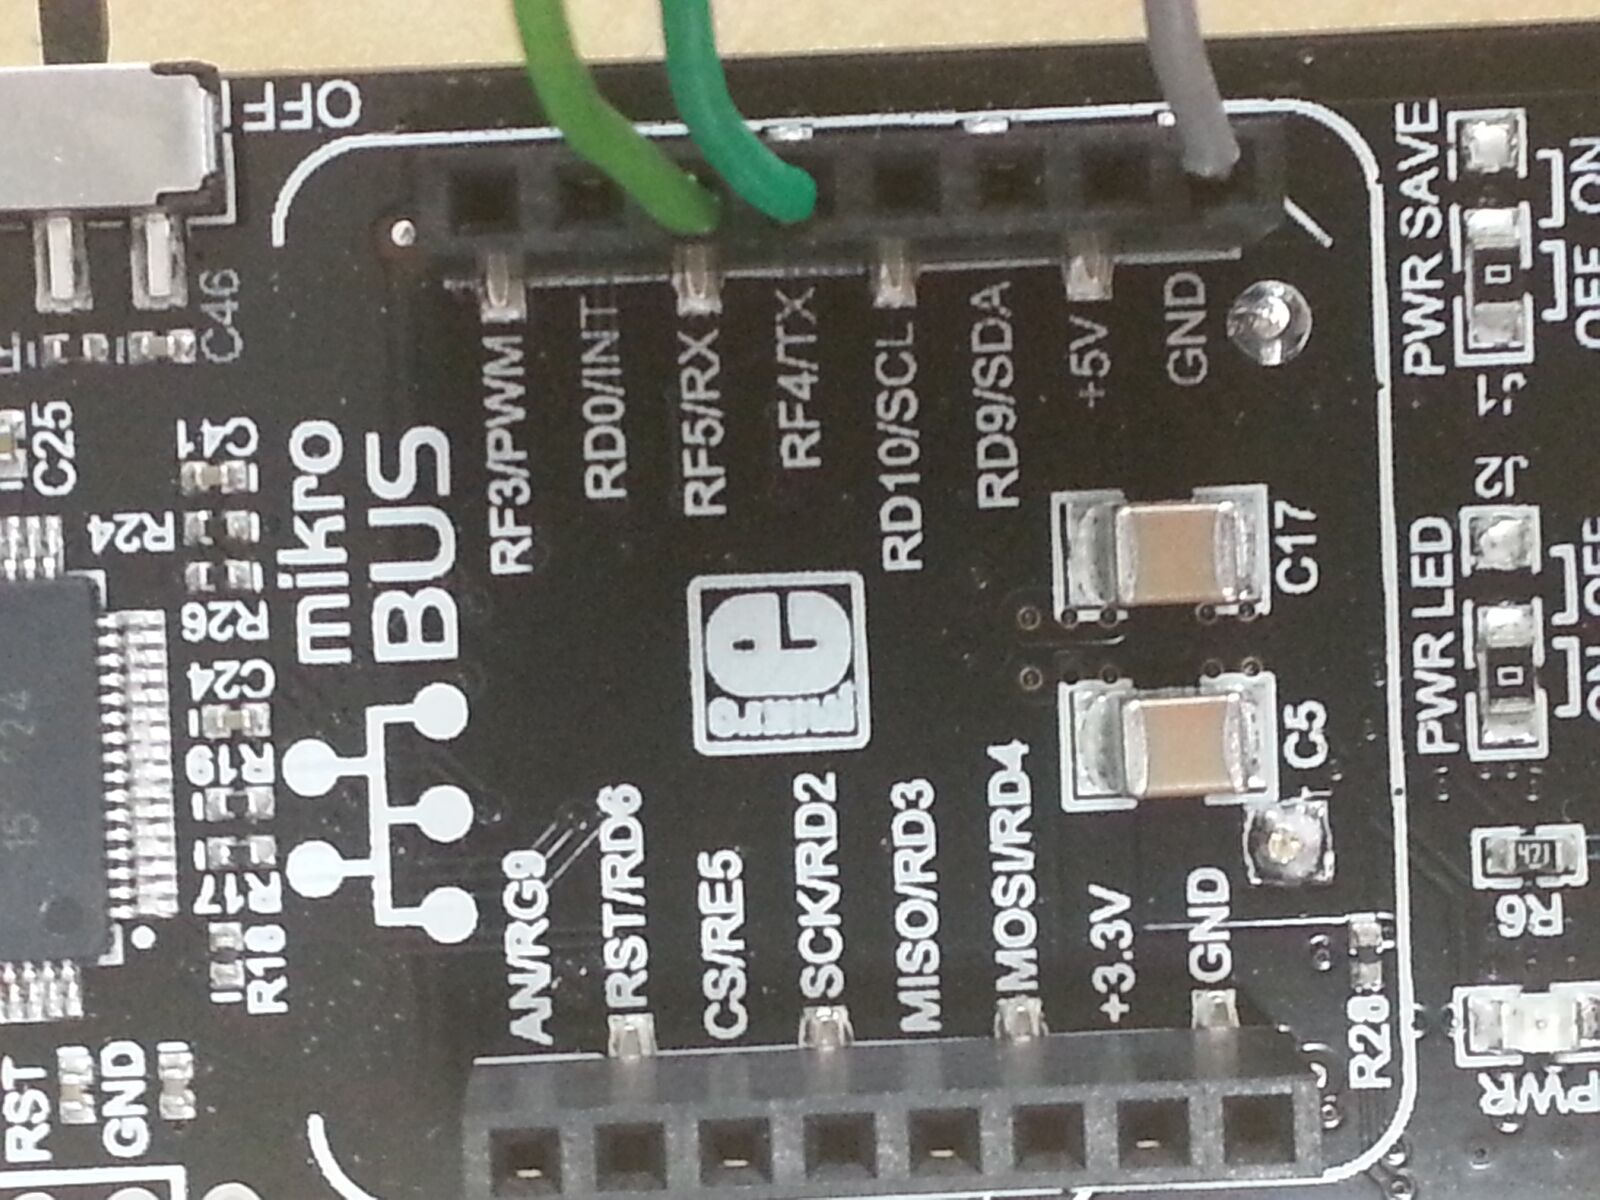 OFF
PWR SAVE
OFF ON
J1
C46
C25
C41
R24
R26
C24
R19
R17
R18
mikro
BUS
RF3/PWM
RD0/INT
RF5/RX
RF4/TX
RD10/SCL
RD9/SDA
+5V
GND
C17
C5
J2
PWR LED
ON OFF
AN/RG9
RST/RD6
CS/RE5
SCK/RD2
MISO/RD3
MOSI/RD4
+3.3V
GND
471
R6
R28
PWR
RST
GND